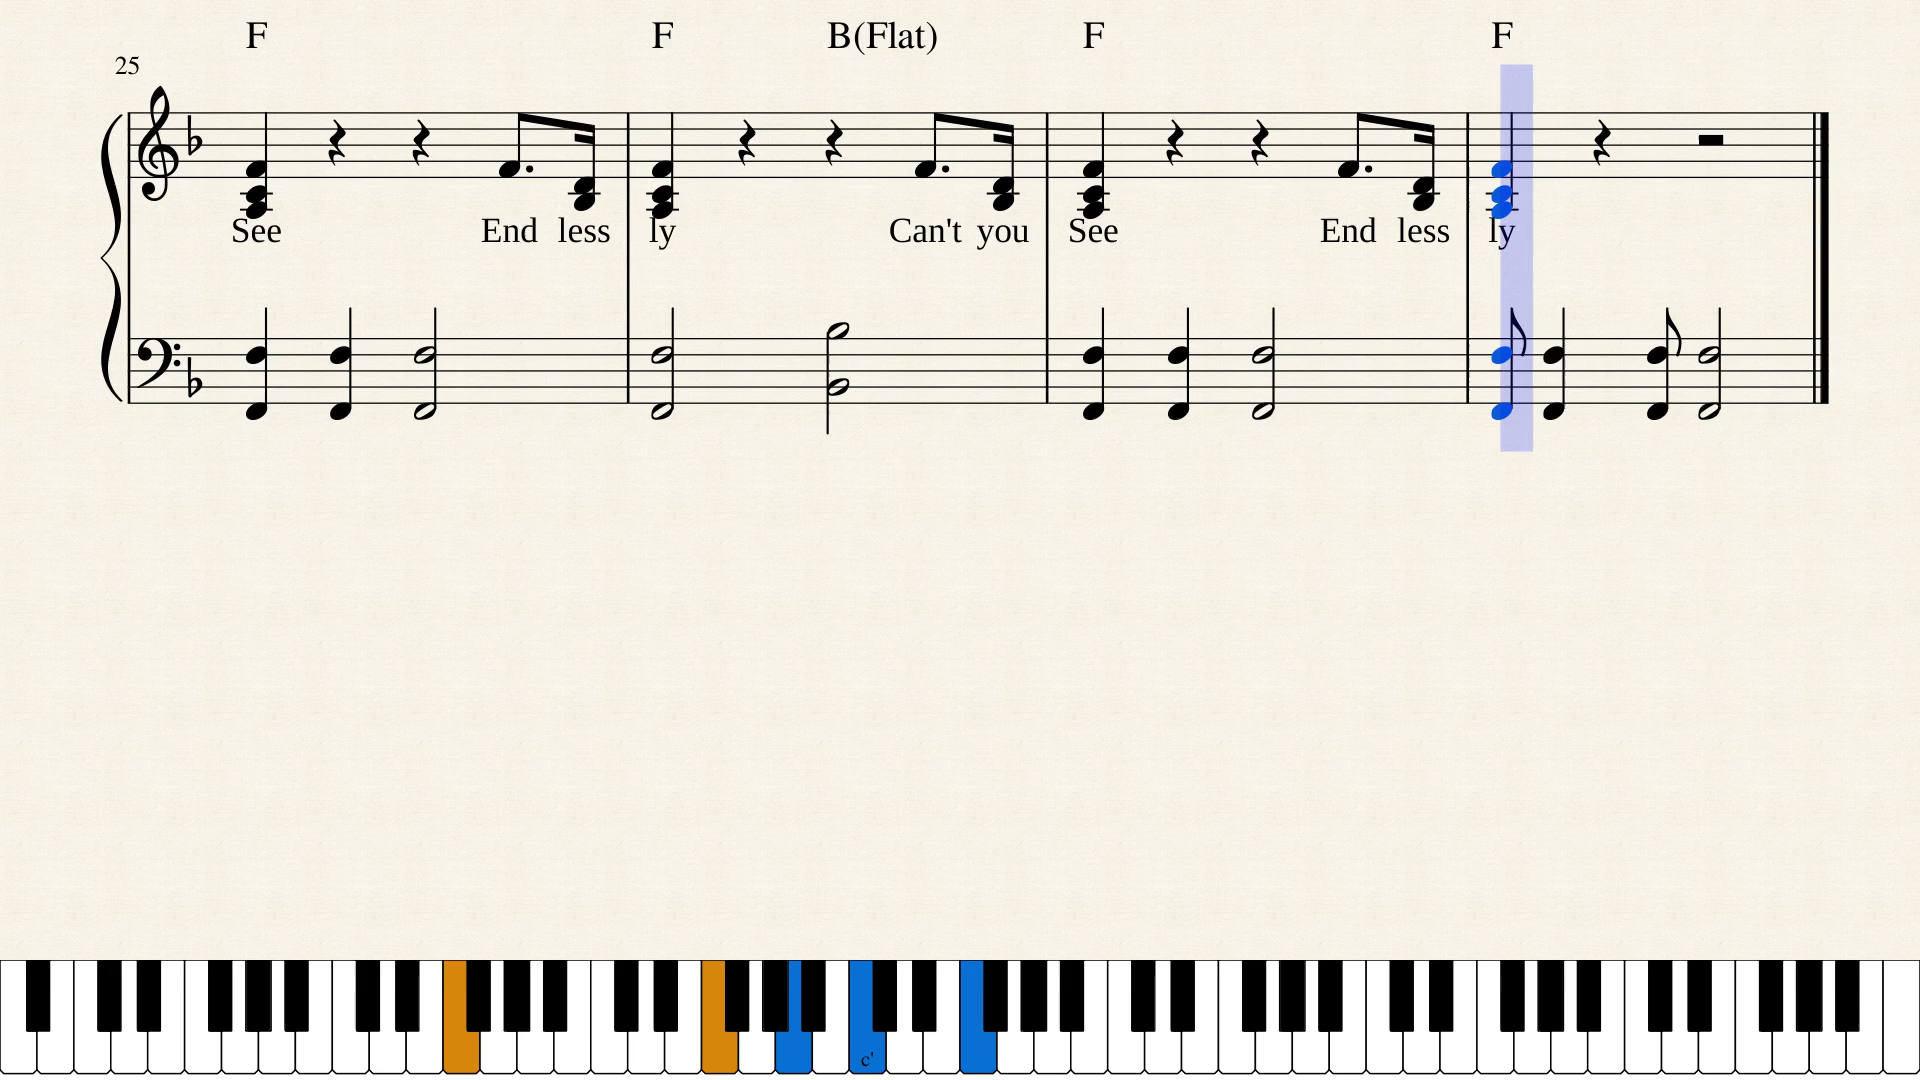 F F B(Flat) F F
25
See End less ly Can't you See End less ly
c'